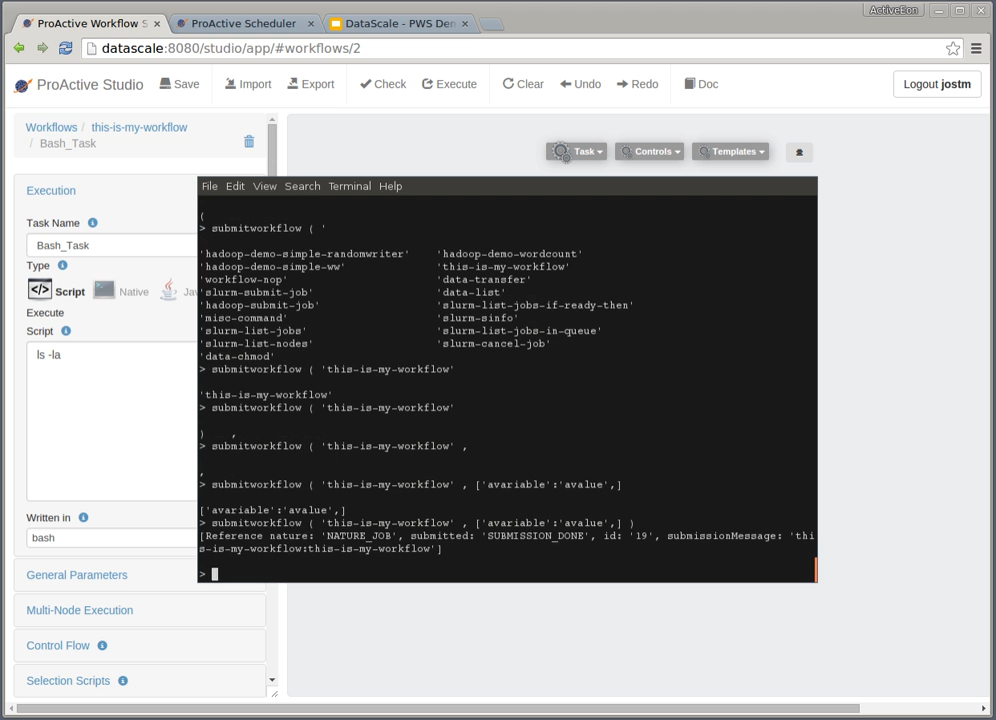 ActiveEon
ProActive Workflow S
ProActive Scheduler
DataScale - PWS Den
datascale:8080/studio/app/#workflows/2
ProActive Studio
Save
Import
Export
Check
Execute
Clear
Undo
Redo
Doc
Logout jostm
Workflows / this-is-my-workflow
/ Bash_Task
Task
Controls
Templates
Execution
Task Name
Bash_Task
Type
</> Script
Native
Execute
Script
ls -la
Written in
bash
General Parameters
Multi-Node Execution
Control Flow
Selection Scripts
File Edit View Search Terminal Help
(
> submitworkflow ( '
'hadoop-demo-simple-randomwriter' 'hadoop-demo-wordcount'
'hadoop-demo-simple-ww' 'this-is-my-workflow'
'workflow-nop' 'data-transfer'
'slurm-submit-job' 'data-list'
'hadoop-submit-job' 'slurm-list-jobs-if-ready-then'
'misc-command' 'slurm-sinfo'
'slurm-list-jobs' 'slurm-list-jobs-in-queue'
'slurm-list-nodes' 'slurm-cancel-job'
'data-chmod'
> submitworkflow ( 'this-is-my-workflow'
'this-is-my-workflow'
> submitworkflow ( 'this-is-my-workflow'
) ,
> submitworkflow ( 'this-is-my-workflow' ,
,
> submitworkflow ( 'this-is-my-workflow' , ['avariable':'avalue',]
['avariable':'avalue',]
> submitworkflow ( 'this-is-my-workflow' , ['avariable':'avalue',] )
[Reference nature: 'NATURE_JOB', submitted: 'SUBMISSION_DONE', id: '19', submissionMessage: 'thi
s-is-my-workflow:this-is-my-workflow']
>